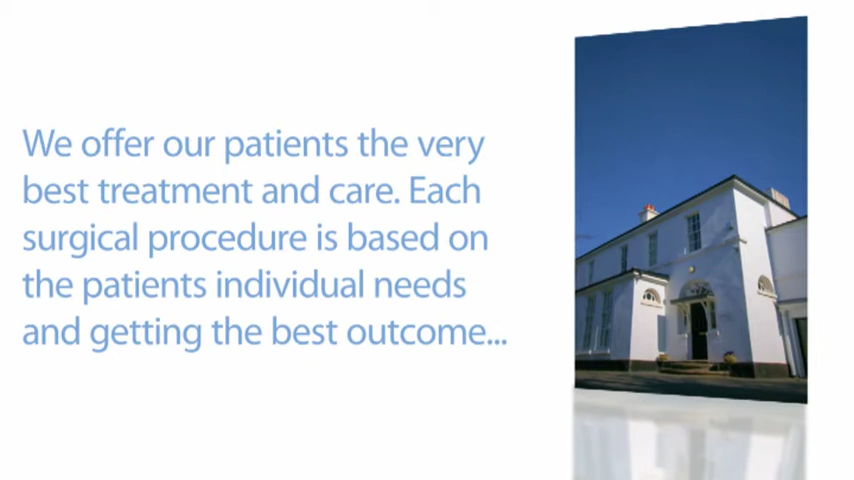 We offer our patients the very
best treatment and care. Each
surgical procedure is based on
the patients individual needs
and getting the best outcome...